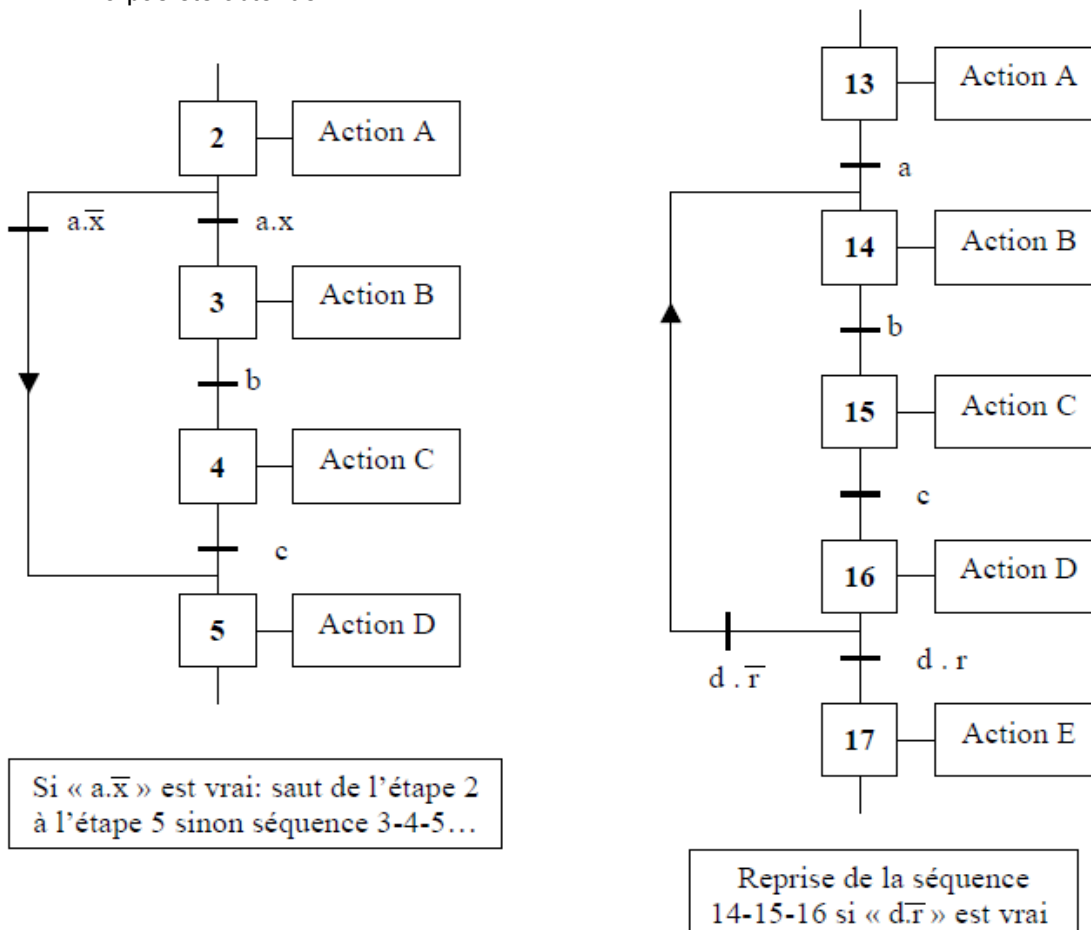 2
Action A
a.x̅
a.x
3
Action B
b
4
Action C
c
5
Action D
Si « a.x̅ » est vrai: saut de l’étape 2
à l’étape 5 sinon séquence 3-4-5…
13
Action A
a
14
Action B
b
15
Action C
c
16
Action D
d . r̅
d . r
17
Action E
Reprise de la séquence
14-15-16 si « d.r̅ » est vrai